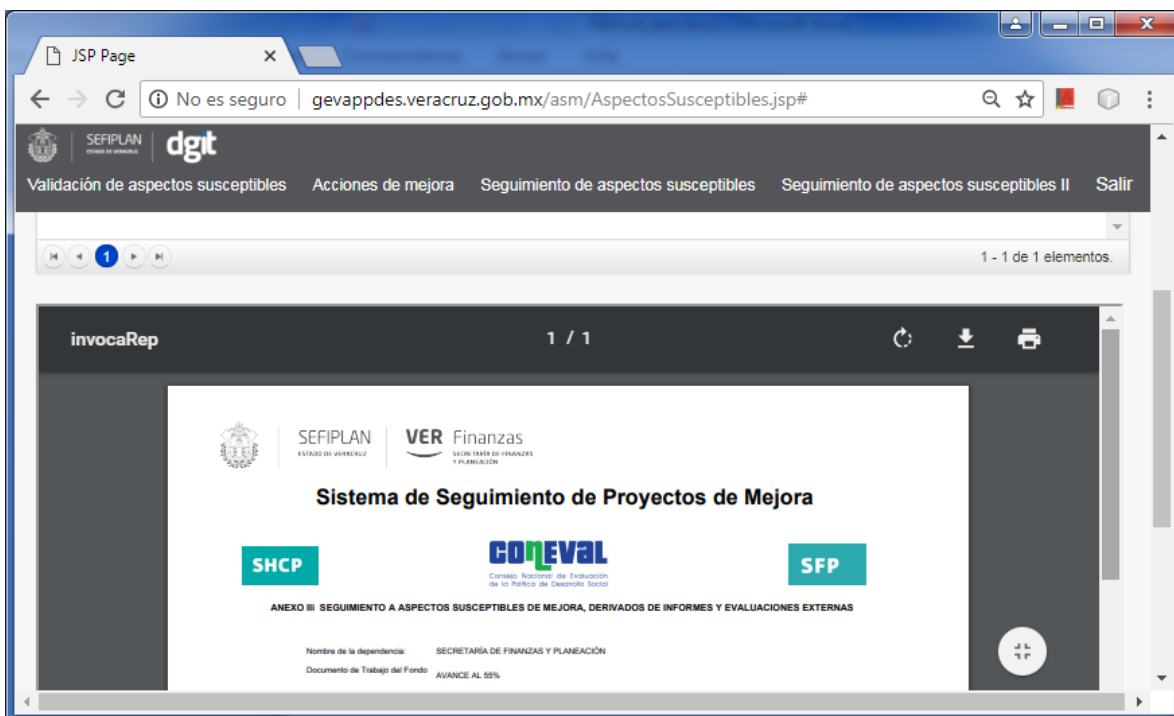 JSP Page
No es seguro | gevappdes.veracruz.gob.mx/asm/AspectosSusceptibles.jsp#
SEFIPLAN
ESTADO DE VERACRUZ
dgit
Validación de aspectos susceptibles Acciones de mejora Seguimiento de aspectos susceptibles Seguimiento de aspectos susceptibles II Salir
1
1 - 1 de 1 elementos.
invocaRep 1 / 1
SEFIPLAN
ESTADO DE VERACRUZ
VER Finanzas
SECRETARÍA DE FINANZAS
Y PLANEACIÓN
Sistema de Seguimiento de Proyectos de Mejora
SHCP
CONEVAL
Consejo Nacional de Evaluación
de la Política de Desarrollo Social
SFP
ANEXO III SEGUIMIENTO A ASPECTOS SUSCEPTIBLES DE MEJORA, DERIVADOS DE INFORMES Y EVALUACIONES EXTERNAS
Nombre de la dependencia: SECRETARÍA DE FINANZAS Y PLANEACIÓN
Documento de Trabajo del Fondo AVANCE AL 55%